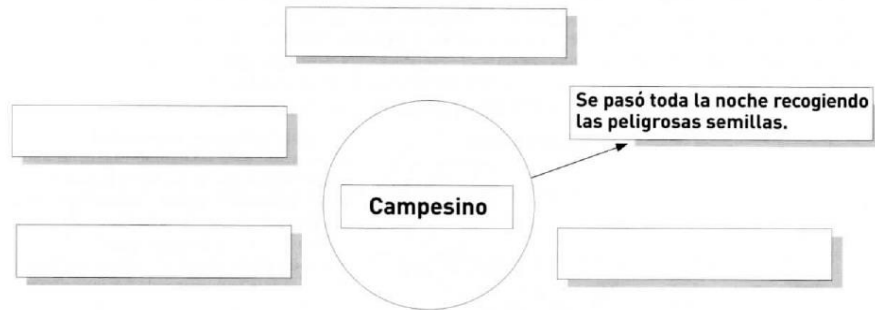 Se pasó toda la noche recogiendo
las peligrosas semillas.
Campesino